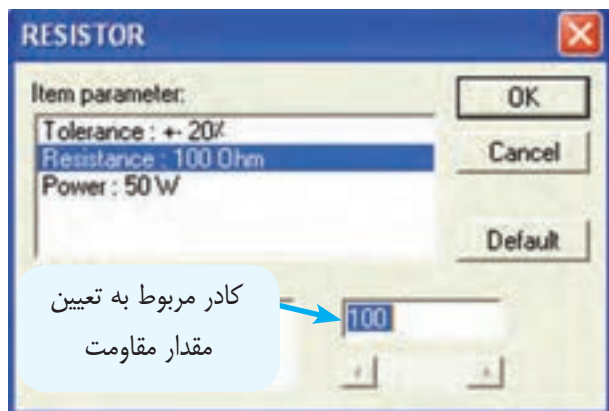 RESISTOR
Item parameter:
OK
Tolerance : +- 20%
Resistance : 100 Ohm
Cancel
Power : 50 W
Default
کادر مربوط به تعیین
مقدار مقاومت
100